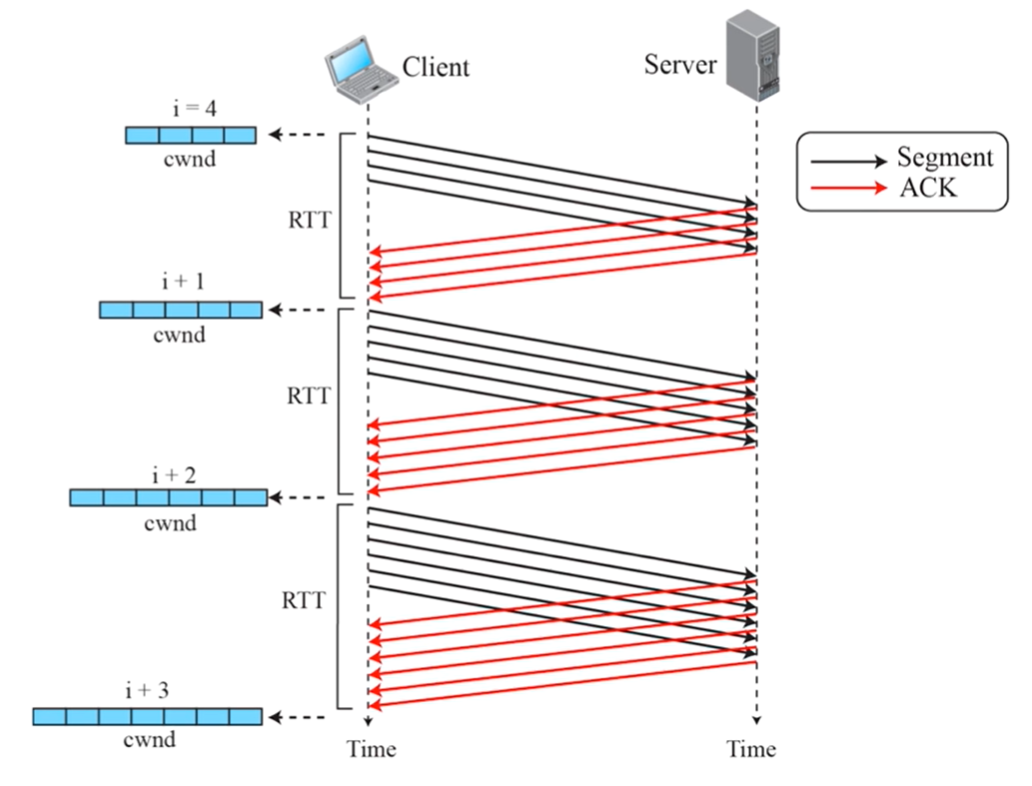 Client
Server
i = 4
cwnd
Segment
ACK
RTT
i + 1
cwnd
RTT
i + 2
cwnd
RTT
i + 3
cwnd
Time
Time